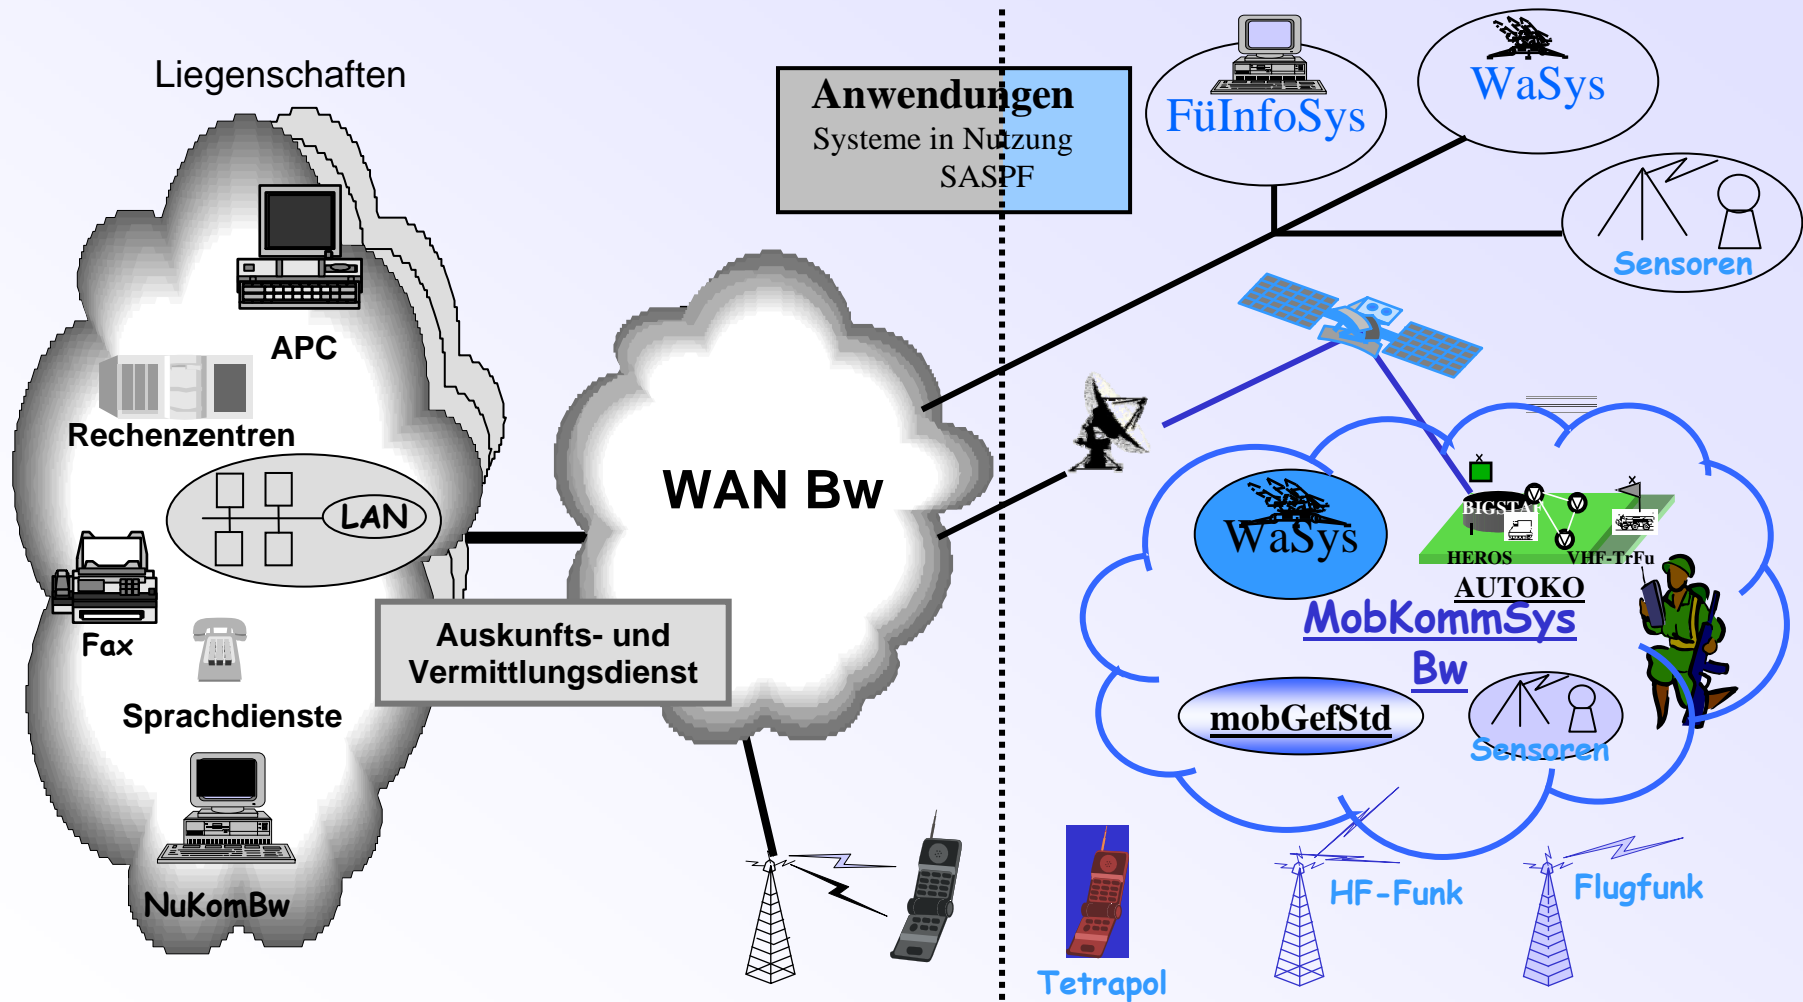 Liegenschaften
APC
Rechenzentren
LAN
Fax
Sprachdienste
NuKomBw
Auskunfts- und
Vermittlungsdienst
WAN Bw
Anwendungen
Systeme in Nutzung
SASPF
FüInfoSys
WaSys
Sensoren
WaSys
x
x
BIGSTAF
V
V
V
V
HEROS
VHF-TrFu
AUTOKO
MobKommSys
Bw
mobGefStd
Sensoren
Tetrapol
HF-Funk
Flugfunk